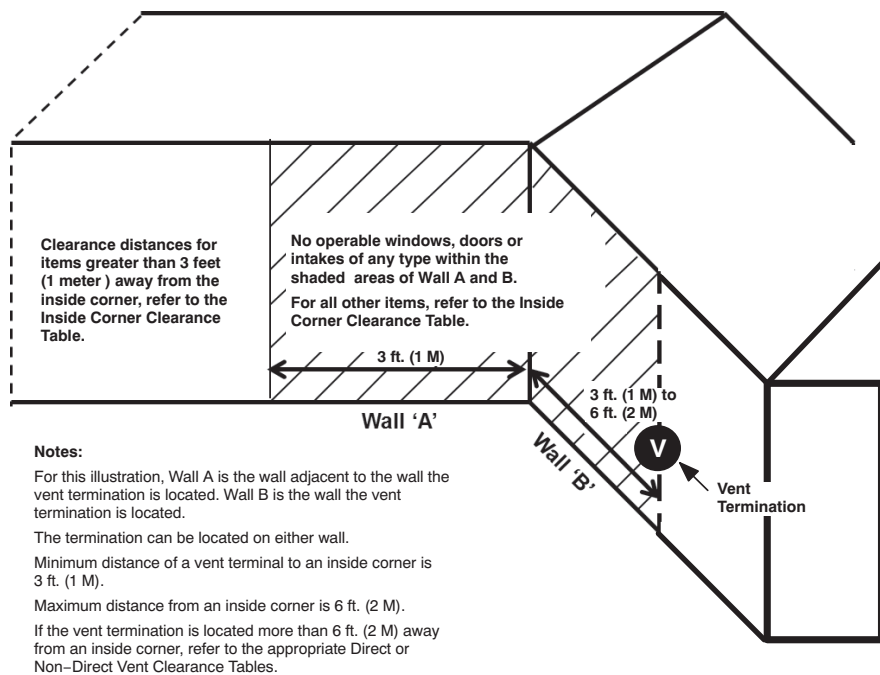 Clearance distances for
items greater than 3 feet
(1 meter ) away from the
inside corner, refer to the
Inside Corner Clearance
Table.
No operable windows, doors or
intakes of any type within the
shaded areas of Wall A and B.
For all other items, refer to the Inside
Corner Clearance Table.
3 ft. (1 M)
3 ft. (1 M) to
6 ft. (2 M)
Wall ‘A’
Wall ‘B’
V
Vent
Termination
Notes:
For this illustration, Wall A is the wall adjacent to the wall the
vent termination is located. Wall B is the wall the vent
termination is located.
The termination can be located on either wall.
Minimum distance of a vent terminal to an inside corner is
3 ft. (1 M).
Maximum distance from an inside corner is 6 ft. (2 M).
If the vent termination is located more than 6 ft. (2 M) away
from an inside corner, refer to the appropriate Direct or
Non−Direct Vent Clearance Tables.